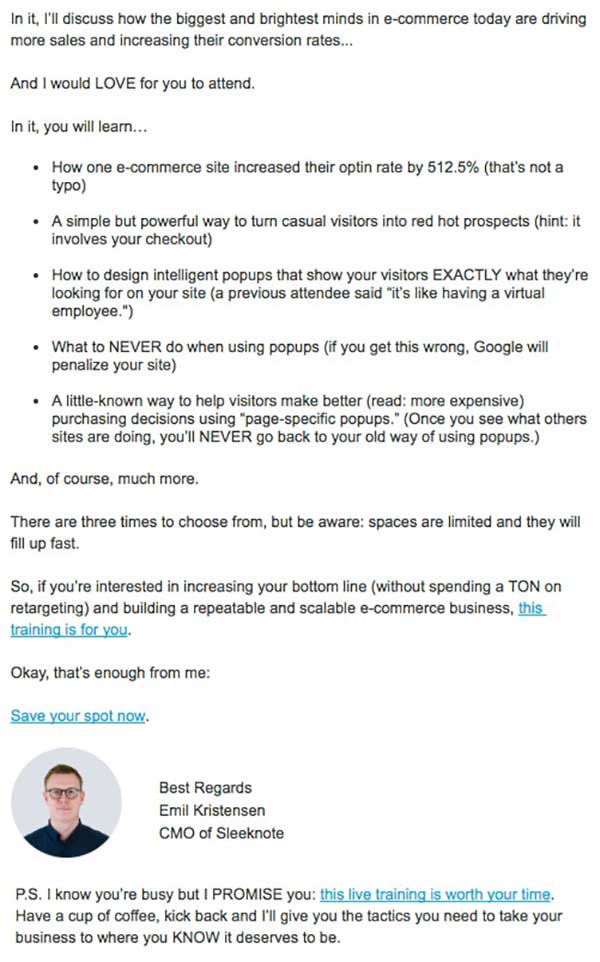 In it, I'll discuss how the biggest and brightest minds in e-commerce today are driving
more sales and increasing their conversion rates...
And I would LOVE for you to attend.
In it, you will learn…
• How one e-commerce site increased their optin rate by 512.5% (that's not a
typo)
• A simple but powerful way to turn casual visitors into red hot prospects (hint: it
involves your checkout)
• How to design intelligent popups that show your visitors EXACTLY what they're
looking for on your site (a previous attendee said "it's like having a virtual
employee.")
• What to NEVER do when using popups (if you get this wrong, Google will
penalize your site)
• A little-known way to help visitors make better (read: more expensive)
purchasing decisions using "page-specific popups." (Once you see what others
sites are doing, you'll NEVER go back to your old way of using popups.)
And, of course, much more.
There are three times to choose from, but be aware: spaces are limited and they will
fill up fast.
So, if you're interested in increasing your bottom line (without spending a TON on
retargeting) and building a repeatable and scalable e-commerce business, this
training is for you.
Okay, that's enough from me:
Save your spot now.
Best Regards
Emil Kristensen
CMO of Sleeknote
P.S. I know you're busy but I PROMISE you: this live training is worth your time.
Have a cup of coffee, kick back and I'll give you the tactics you need to take your
business to where you KNOW it deserves to be.